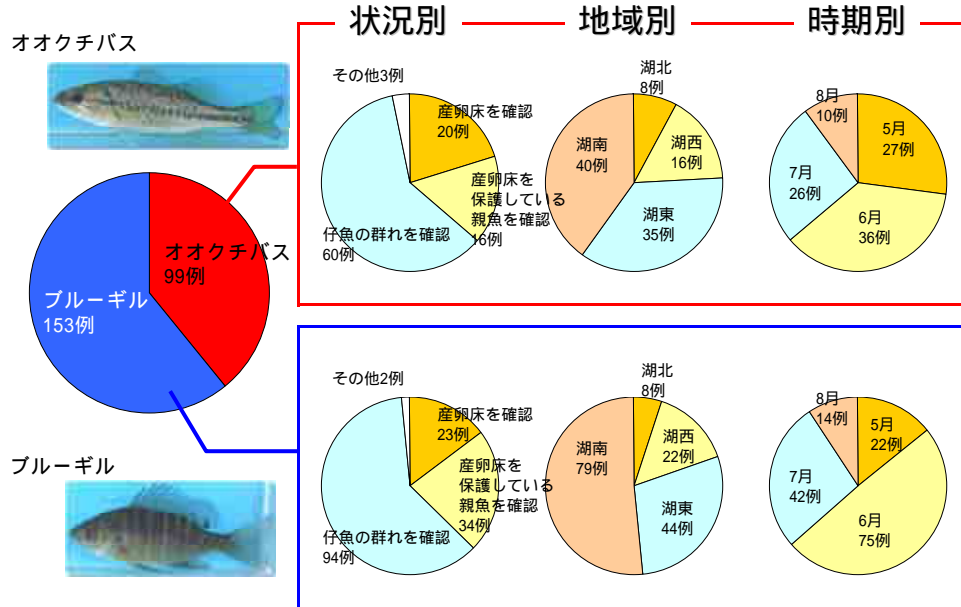 状況別
地域別
時期別
オオクチバス
その他3例
産卵床を確認
20例
産卵床を
保護している
親魚を確認
16例
仔魚の群れを確認
60例
湖北
8例
湖西
16例
湖東
35例
湖南
40例
5月
27例
6月
36例
7月
26例
8月
10例
オオクチバス
99例
ブルーギル
153例
ブルーギル
その他2例
産卵床を確認
23例
産卵床を
保護している
親魚を確認
34例
仔魚の群れを確認
94例
湖北
8例
湖西
22例
湖東
44例
湖南
79例
5月
22例
6月
75例
7月
42例
8月
14例